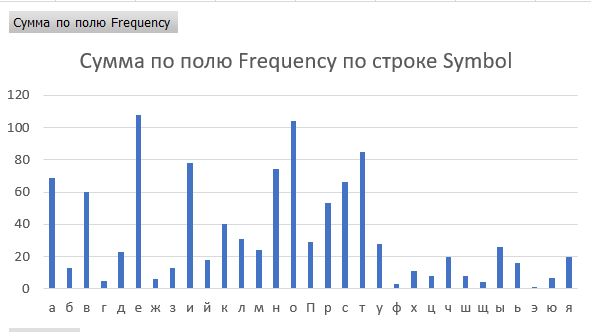 Сумма по полю Frequency
Сумма по полю Frequency по строке Symbol
120
100
80
60
40
20
0
а б в г д е ж з и й к л м н о П р с т у ф х ц ч ш щ ы ь э ю я